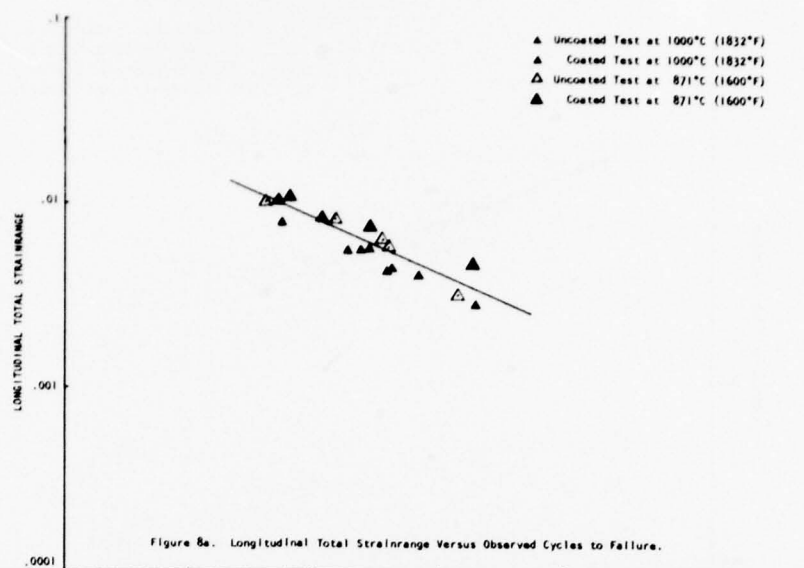 .1
▲ Uncoated Test at 1000°C (1832°F)
▲ Coated Test at 1000°C (1832°F)
△ Uncoated Test at 871°C (1600°F)
▲ Coated Test at 871°C (1600°F)
.01
LONGITUDINAL TOTAL STRAINRANGE
.001
Figure 8a. Longitudinal Total Strainrange Versus Observed Cycles to Failure.
.0001